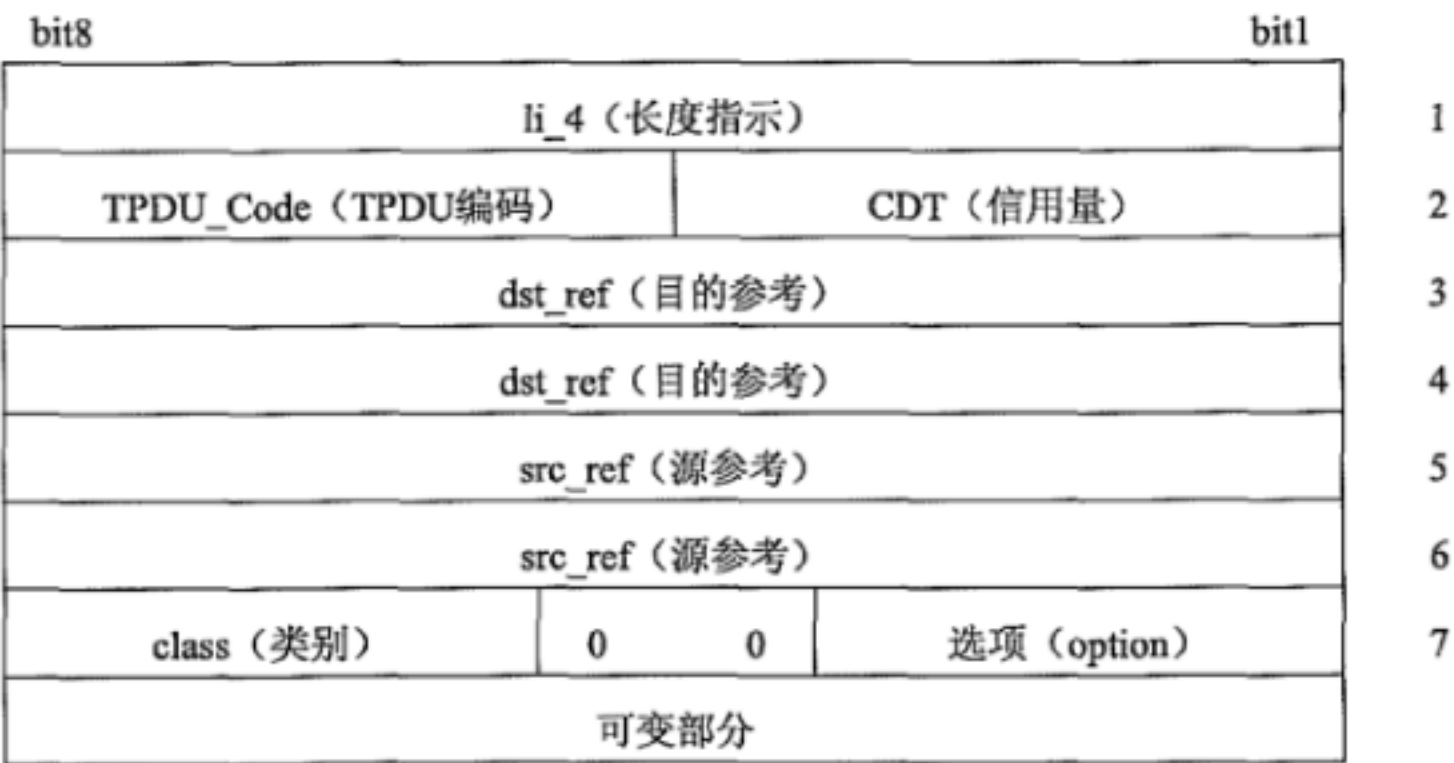 bit8 bit1
li_4（长度指示） 1
TPDU_Code（TPDU编码） CDT（信用量） 2
dst_ref（目的参考） 3
dst_ref（目的参考） 4
src_ref（源参考） 5
src_ref（源参考） 6
class（类别） 0 0 选项（option） 7
可变部分